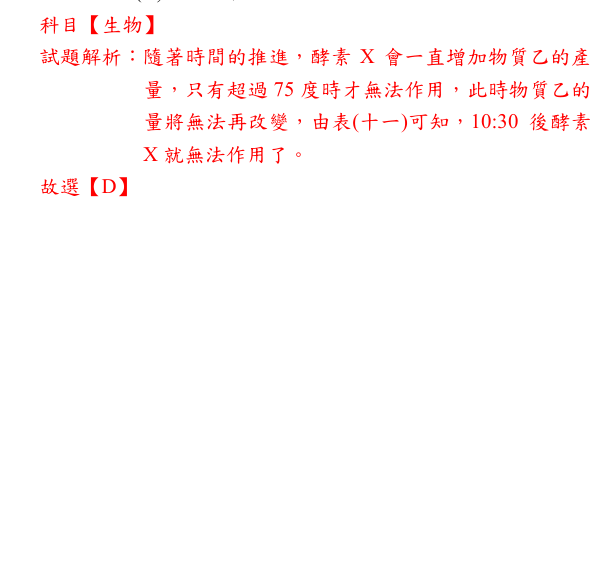 科目【生物】
試題解析：隨著時間的推進，酵素 X 會一直增加物質乙的產
量，只有超過 75 度時才無法作用，此時物質乙的
量將無法再改變，由表(十一)可知，10:30 後酵素
X 就無法作用了。
故選【D】